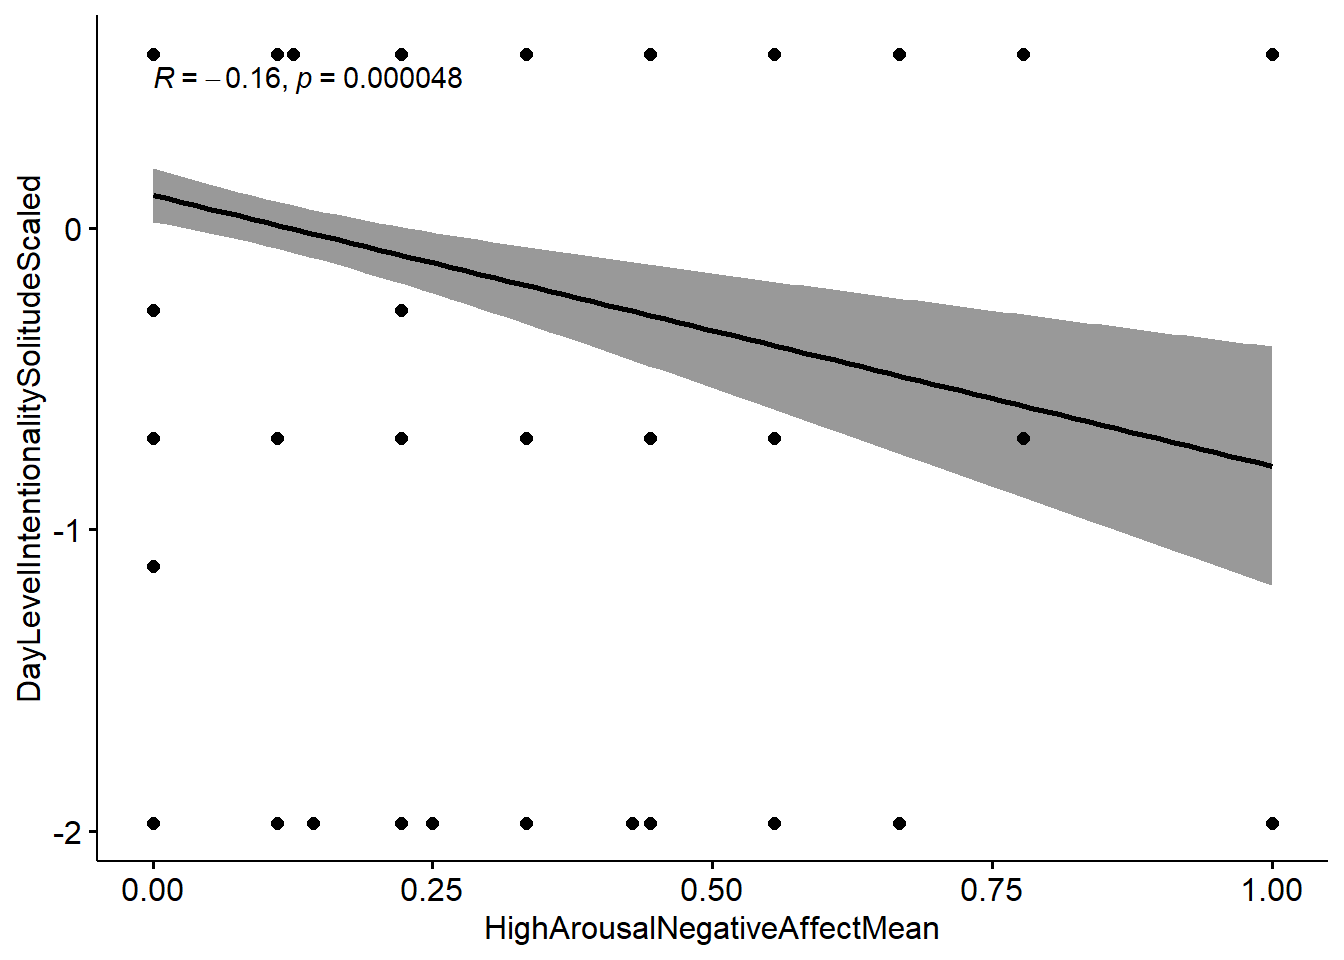 R = −0.16, p = 0.000048
DayLevelIntentionalitySolitudeScaled
0
-1
-2
0.00 0.25 0.50 0.75 1.00
HighArousalNegativeAffectMean